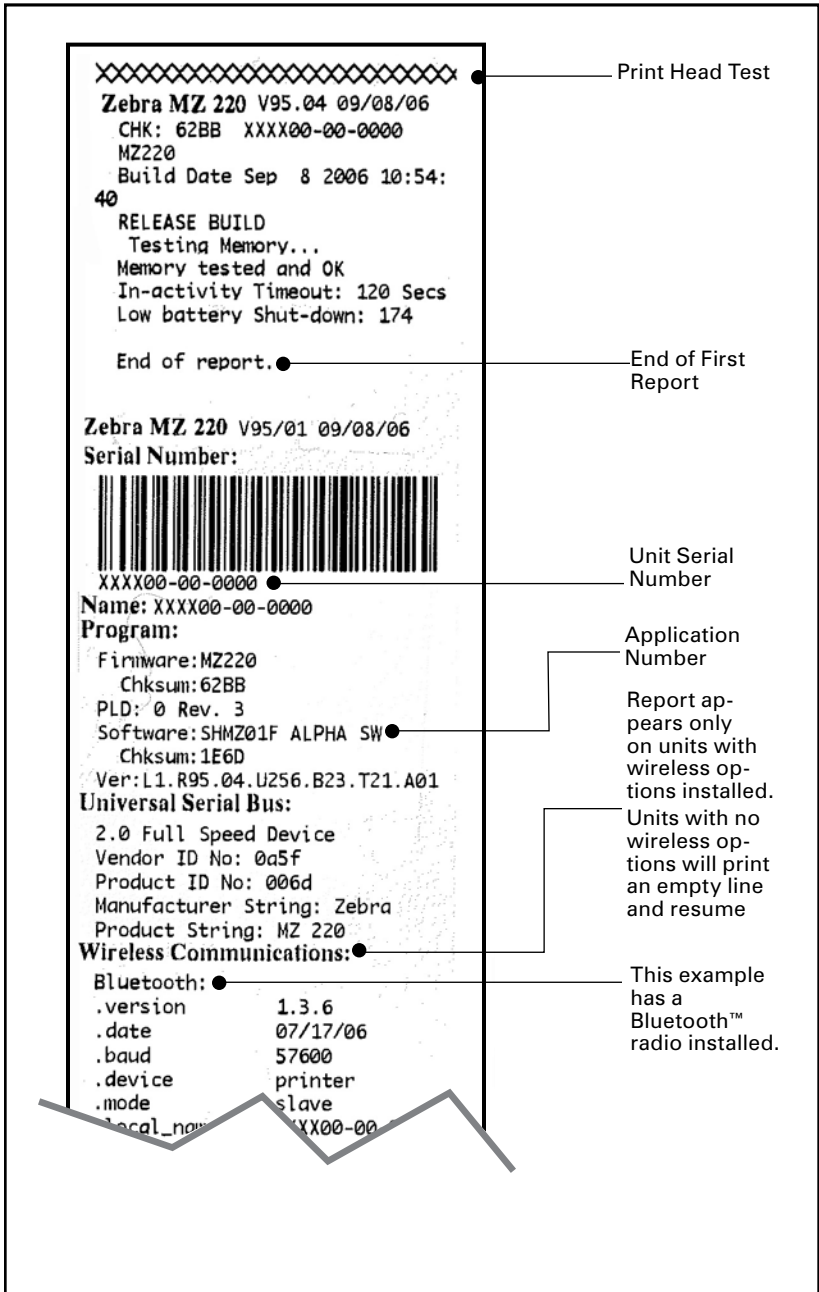 XXXXXXXXXXXXXXXXXXXXXXX
Print Head Test
Zebra MZ 220 V95.04 09/08/06
CHK: 62BB XXXX00-00-0000
MZ220
Build Date Sep 8 2006 10:54:
40
RELEASE BUILD
Testing Memory...
Memory tested and OK
In-activity Timeout: 120 Secs
Low battery Shut-down: 174
End of report.
End of First
Report
Zebra MZ 220 V95/01 09/08/06
Serial Number:
XXXX00-00-0000
Unit Serial
Number
Name: XXXX00-00-0000
Program:
Firmware:MZ220
Chksum:62BB
PLD: 0 Rev. 3
Software:SHMZ01F ALPHA SW
Application
Number
Chksum:1E6D
Ver:L1.R95.04.U256.B23.T21.A01
Universal Serial Bus:
2.0 Full Speed Device
Vendor ID No: 0a5f
Product ID No: 006d
Manufacturer String: Zebra
Product String: MZ 220
Wireless Communications:
Report ap-
pears only
on units with
wireless op-
tions installed.
Units with no
wireless op-
tions will print
an empty line
and resume
Bluetooth:
This example
has a
Bluetooth™
radio installed.
.version 1.3.6
.date 07/17/06
.baud 57600
.device printer
.mode slave